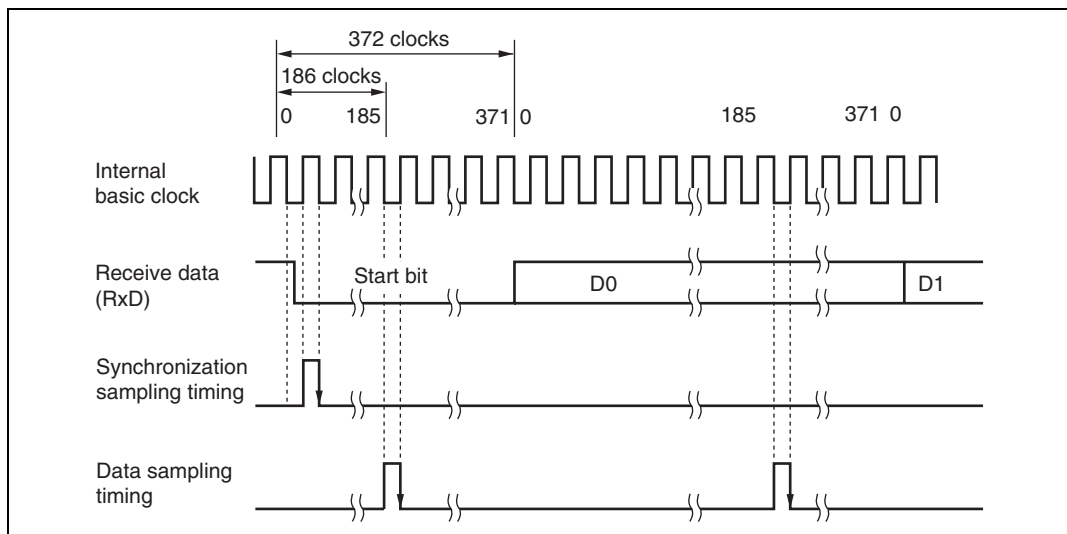 372 clocks
186 clocks
0 185 371 0 185 371 0
Internal
basic clock
Receive data
(RxD)
Start bit D0 D1
Synchronization
sampling timing
Data sampling
timing